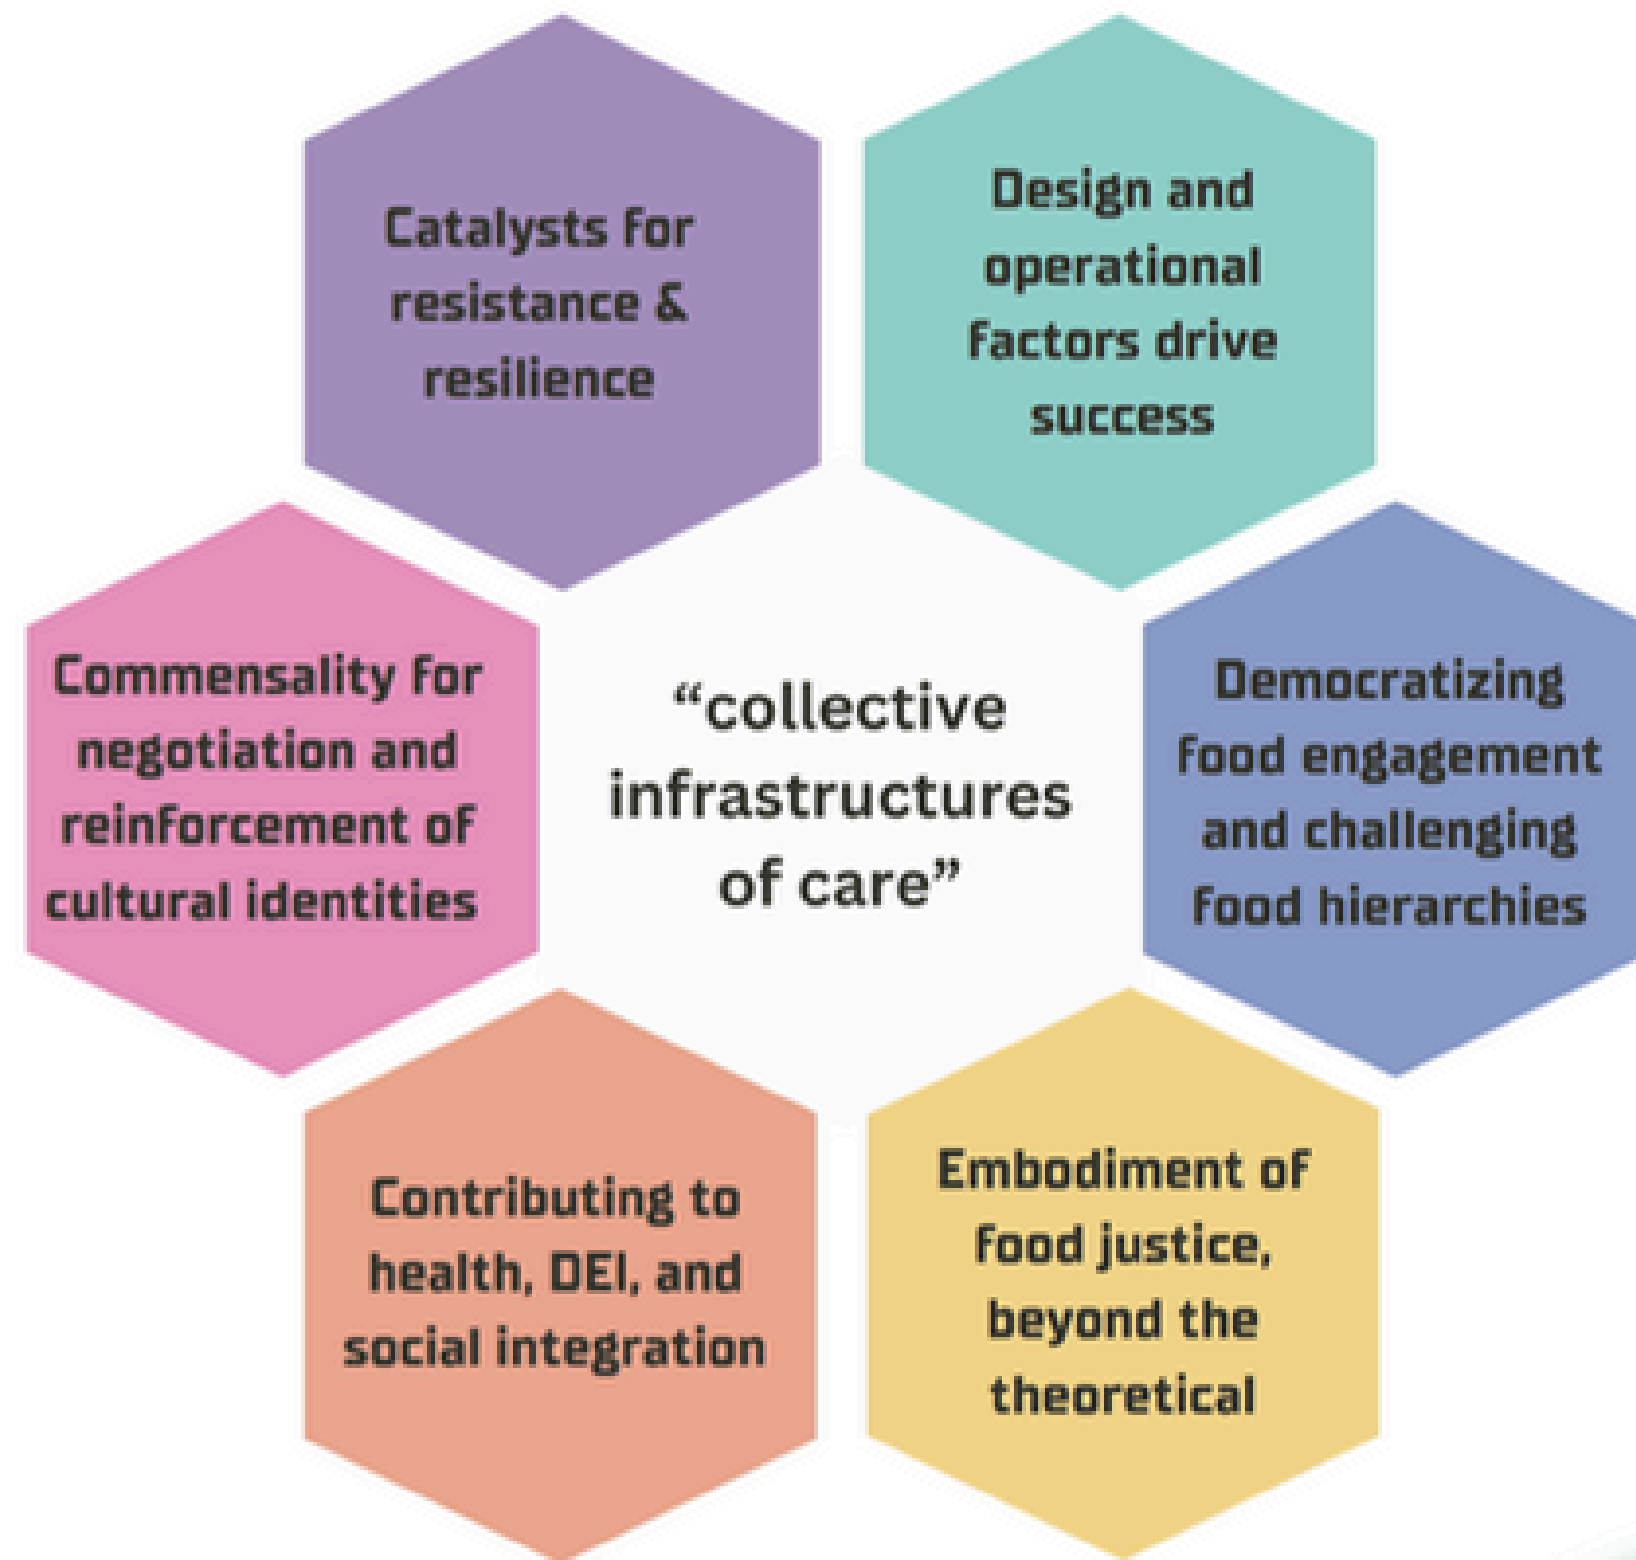 Catalysts for
resistance &
resilience
Design and
operational
factors drive
success
Commensality for
negotiation and
reinforcement of
cultural identities
“collective
infrastructures
of care”
Democratizing
food engagement
and challenging
food hierarchies
Contributing to
health, DEI, and
social integration
Embodiment of
food justice,
beyond the
theoretical